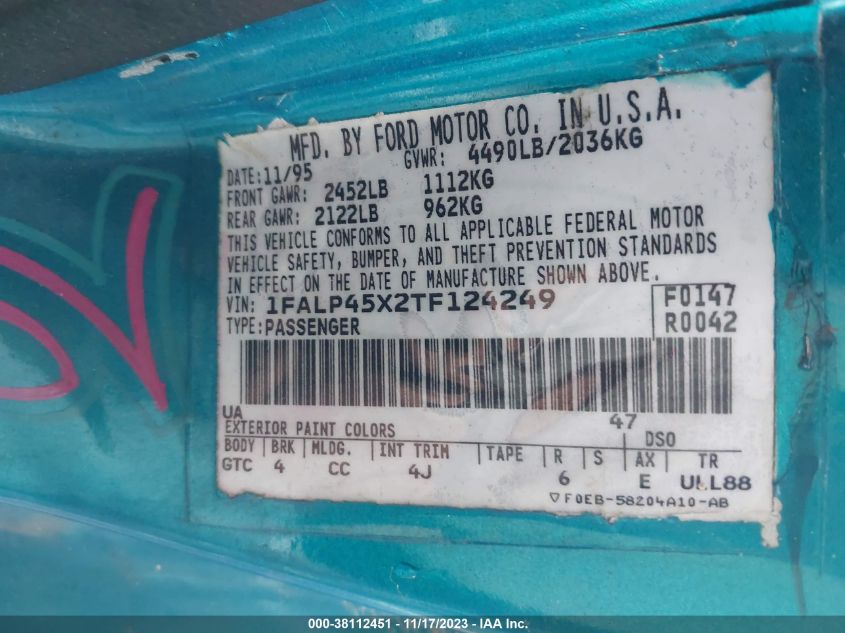 MFD. BY FORD MOTOR CO. IN U.S.A.
DATE: 11/95 GVWR: 4490LB/2036KG
FRONT GAWR: 2452LB 1112KG
REAR GAWR: 2122LB 962KG
THIS VEHICLE CONFORMS TO ALL APPLICABLE FEDERAL MOTOR
VEHICLE SAFETY, BUMPER, AND THEFT PREVENTION STANDARDS
IN EFFECT ON THE DATE OF MANUFACTURE SHOWN ABOVE.
VIN: 1FALP45X2TF124249 F0147
TYPE: PASSENGER R0042
UA 47
EXTERIOR PAINT COLORS DSO
BODY BRK MLDG. INT TRIM TAPE R S AX TR
GTC 4 CC 4J 6 E ULL88
▽F0EB-58204A10-AB
000-38112451 - 11/17/2023 - IAA Inc.